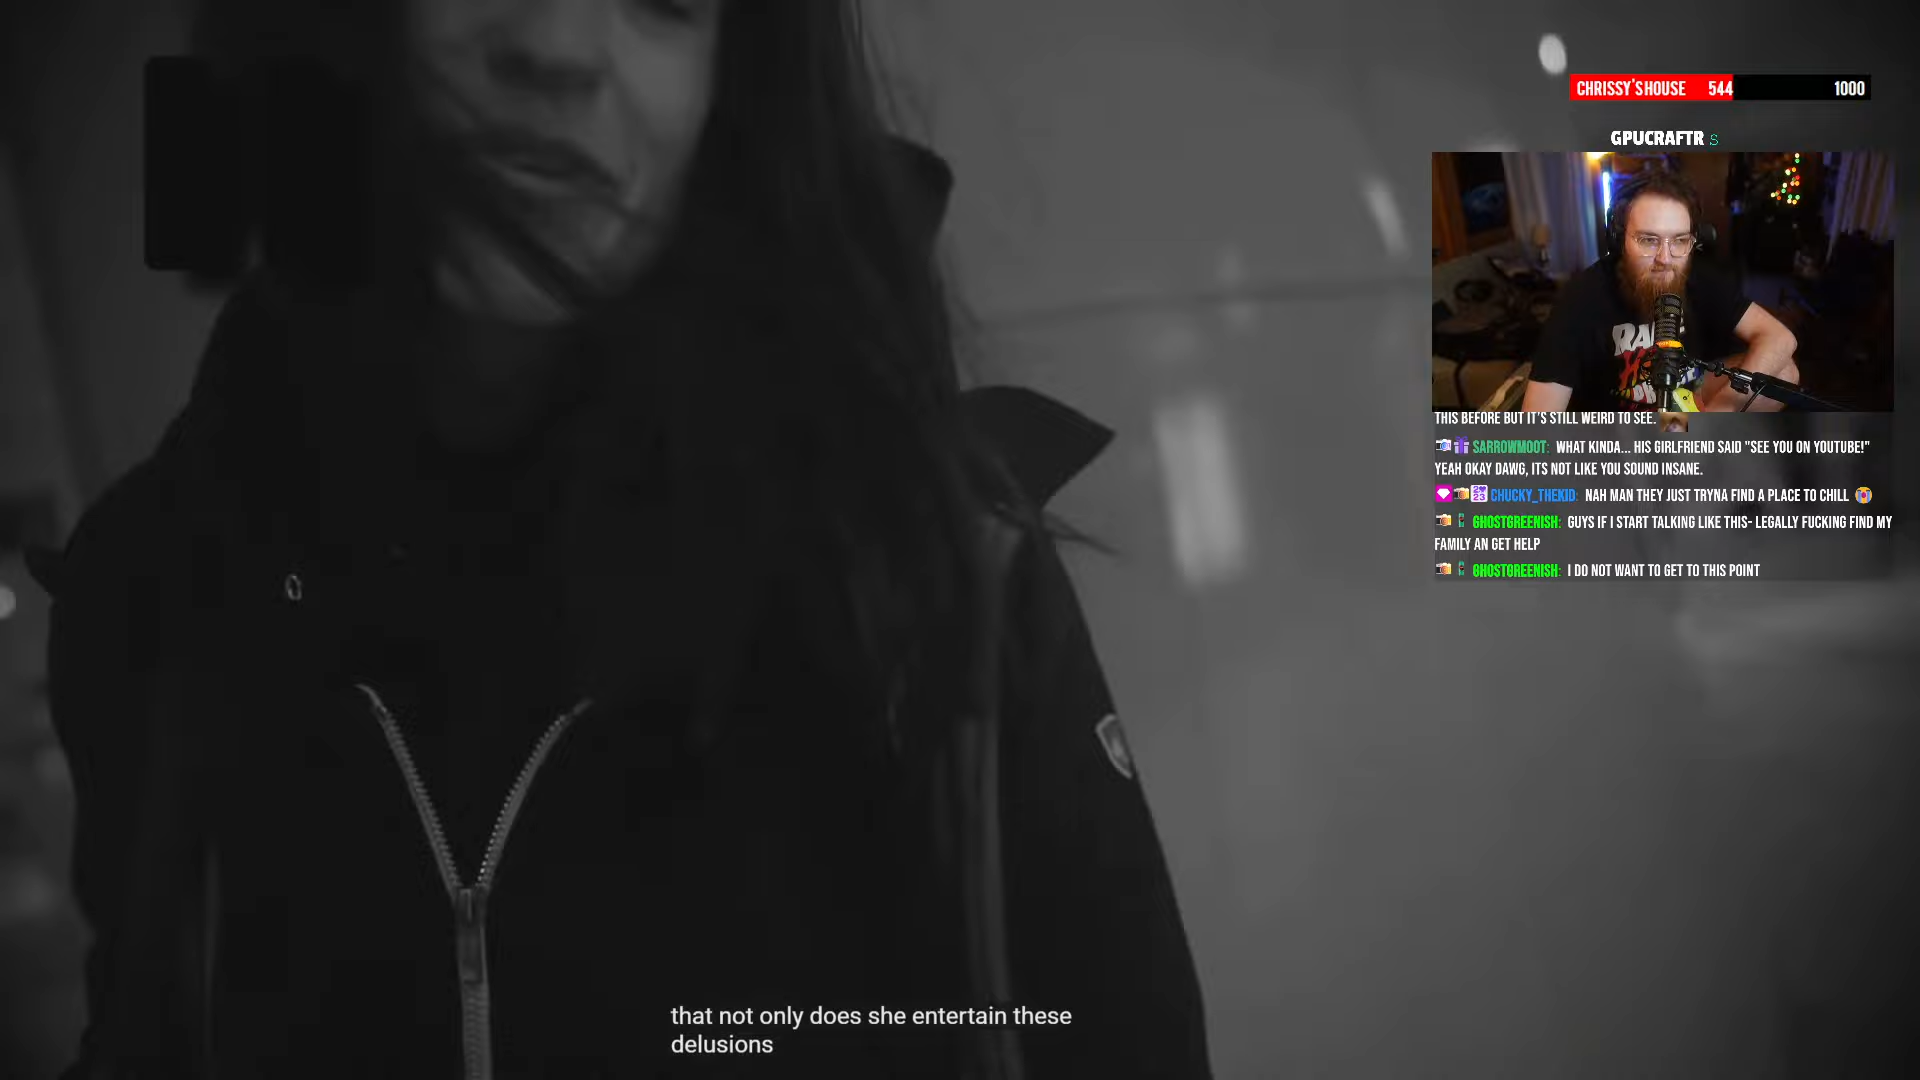 CHRISSY'S HOUSE 544 1000
GPUCRAFTR S
THIS BEFORE BUT IT'S STILL WEIRD TO SEE.
SARROWMOOT: WHAT KINDA... HIS GIRLFRIEND SAID "SEE YOU ON YOUTUBE!"
YEAH OKAY DAWG, ITS NOT LIKE YOU SOUND INSANE.
CHUCKY_THEKID: NAH MAN THEY JUST TRYNA FIND A PLACE TO CHILL
GHOSTGREENISH: GUYS IF I START TALKING LIKE THIS- LEGALLY FUCKING FIND MY
FAMILY AN GET HELP
GHOSTGREENISH: I DO NOT WANT TO GET TO THIS POINT
that not only does she entertain these
delusions